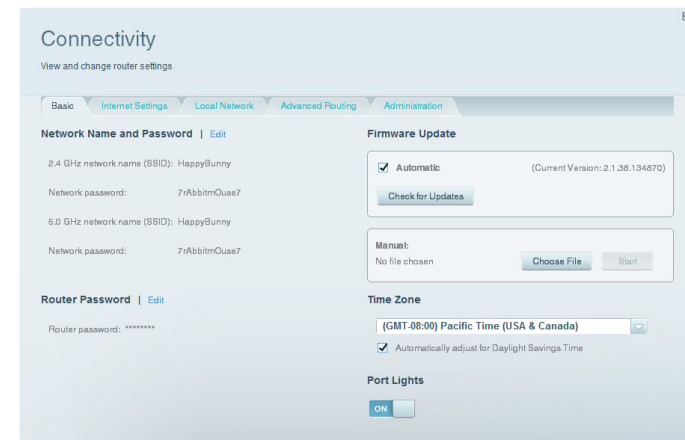 Connectivity
View and change router settings
Basic
Internet Settings
Local Network
Advanced Routing
Administration
Network Name and Password | Edit
2.4 GHz network name (SSID): HappyBunny
Network password: 7rAbbitmOuse7
5.0 GHz network name (SSID): HappyBunny
Network password: 7rAbbitmOuse7
Router Password | Edit
Router password: ********
Firmware Update
Automatic
(Current Version: 2.1.38.134870)
Check for Updates
Manual:
No file chosen
Choose File
Start
Time Zone
(GMT-08:00) Pacific Time (USA & Canada)
Automatically adjust for Daylight Savings Time
Port Lights
ON